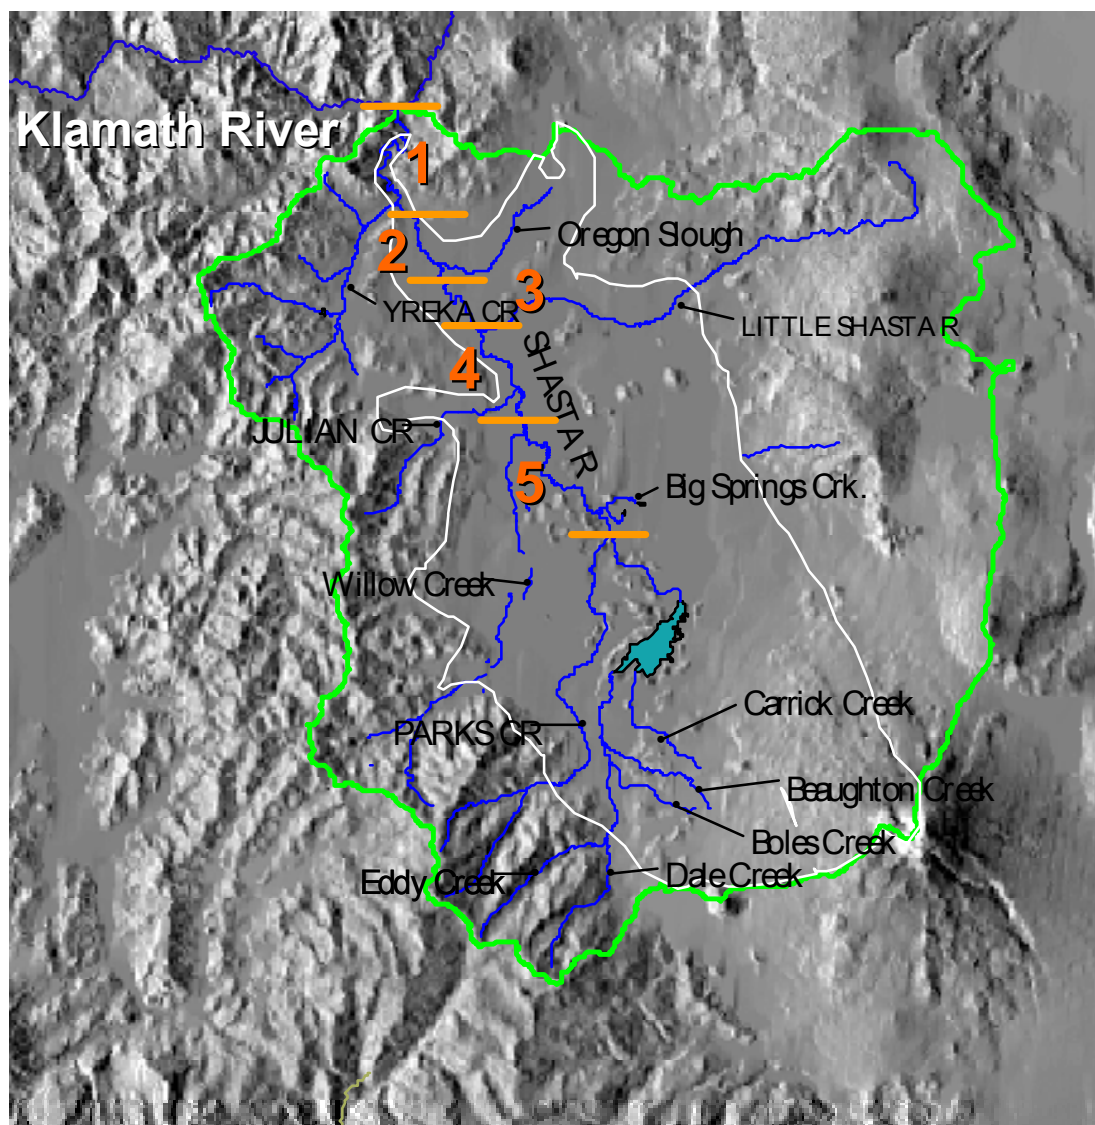 Klamath River
1
Oregon Slough
2
3
YREKA CR
LITTLE SHASTA R
SHASTA R
4
JULIAN CR
5
Big Springs Crk.
Willow Creek
Carrick Creek
PARKS CR
Beaughton Creek
Boles Creek
Eddy Creek
Dale Creek